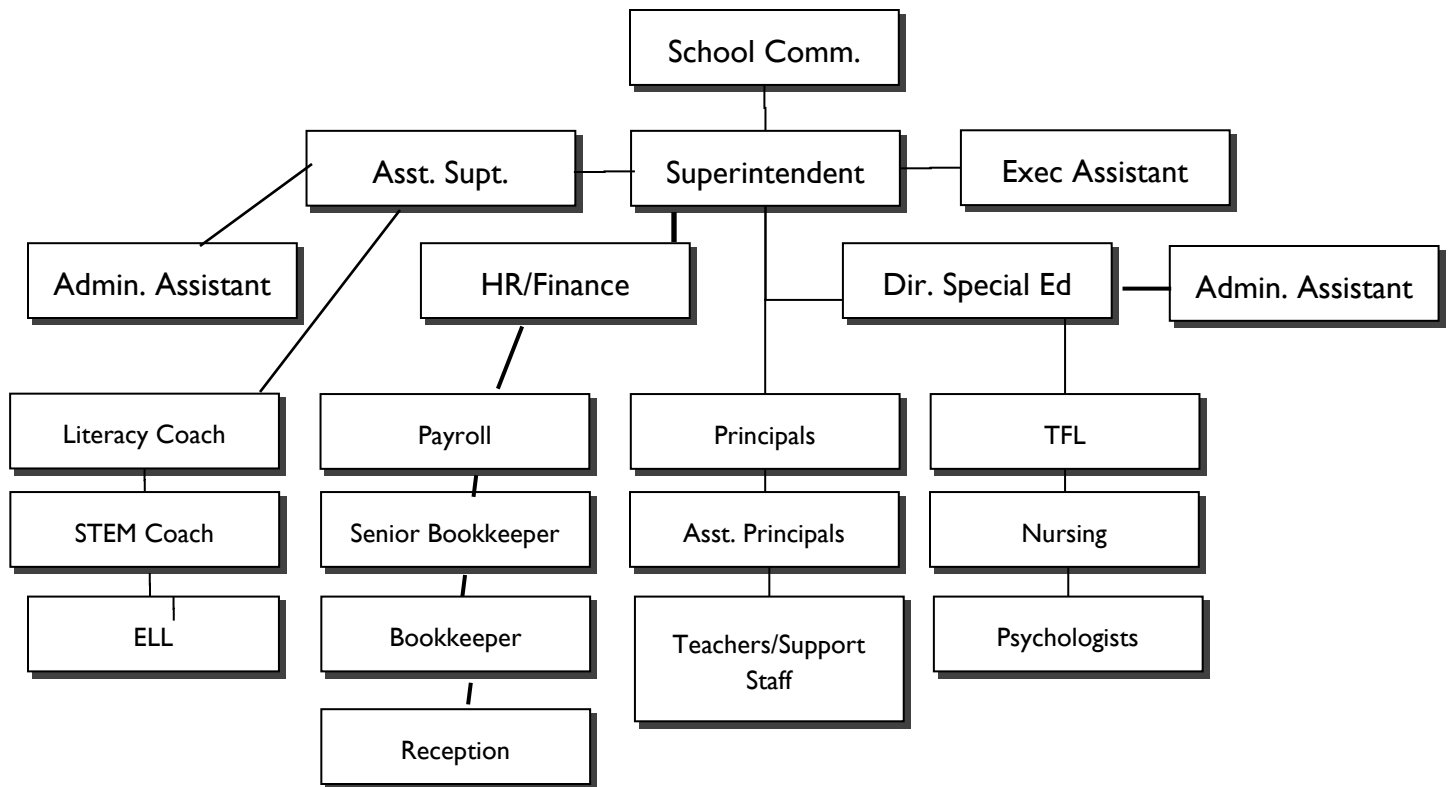 School Comm.
Asst. Supt.
Superintendent
Exec Assistant
Admin. Assistant
HR/Finance
Dir. Special Ed
Admin. Assistant
Literacy Coach
Payroll
Principals
TFL
STEM Coach
Senior Bookkeeper
Asst. Principals
Nursing
ELL
Bookkeeper
Teachers/Support
Staff
Psychologists
Reception